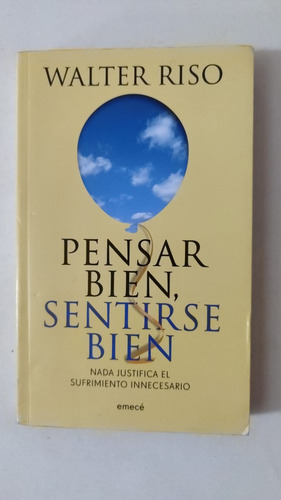 WALTER RISO
PENSAR
BIEN,
SENTIRSE
BIEN
NADA JUSTIFICA EL
SUFRIMIENTO INNECESARIO
emecé